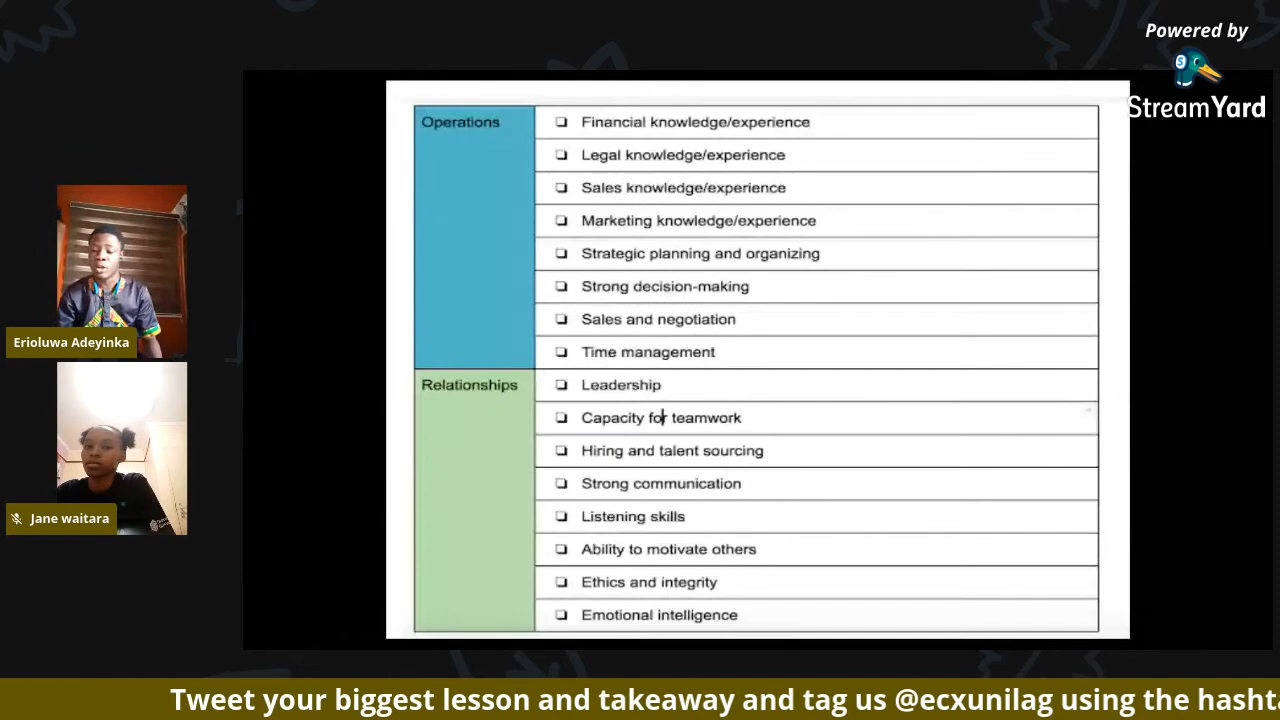 Powered by
StreamYard
Operations
Financial knowledge/experience
Legal knowledge/experience
Sales knowledge/experience
Marketing knowledge/experience
Strategic planning and organizing
Strong decision-making
Sales and negotiation
Time management
Relationships
Leadership
Capacity for teamwork
Hiring and talent sourcing
Strong communication
Listening skills
Ability to motivate others
Ethics and integrity
Emotional intelligence
Erioluwa Adeyinka
Jane waitara
Tweet your biggest lesson and takeaway and tag us @ecxunilag using the hasht